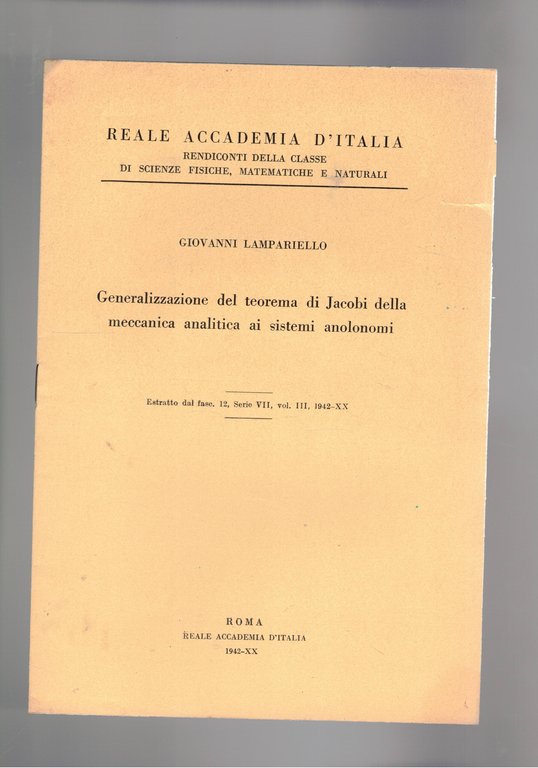 REALE ACCADEMIA D'ITALIA
RENDICONTI DELLA CLASSE
DI SCIENZE FISICHE, MATEMATICHE E NATURALI
GIOVANNI LAMPARIELLO
Generalizzazione del teorema di Jacobi della
meccanica analitica ai sistemi anolonomi
Estratto dal fasc. 12, Serie VII, vol. III, 1942-XX
ROMA
REALE ACCADEMIA D'ITALIA
1942-XX